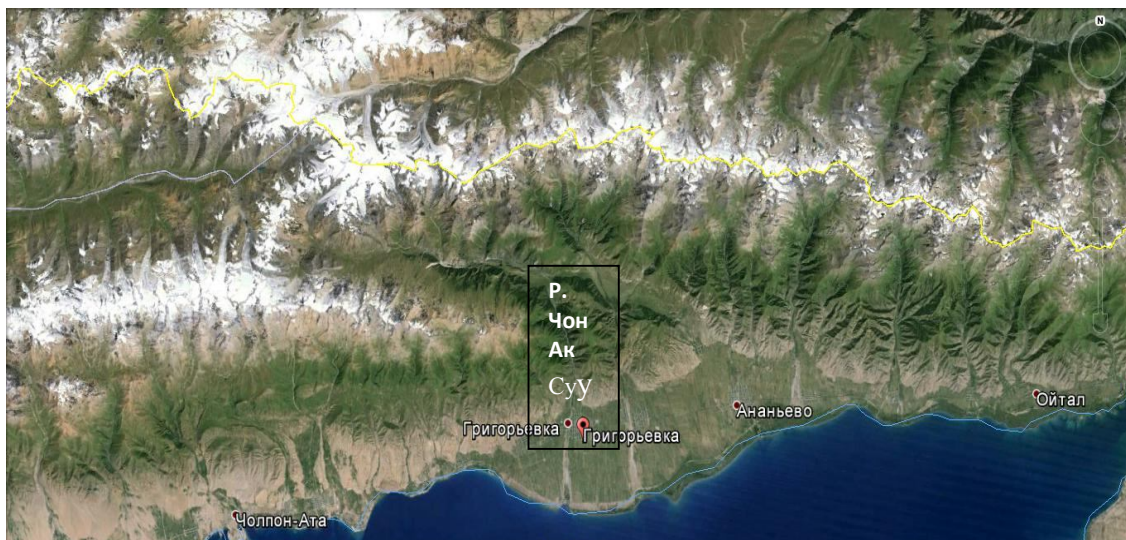 N
Р.
Чон
Ак
Суу
Григорьевка
Григорьевка
Ананьево
Ойтал
Чолпон-Ата